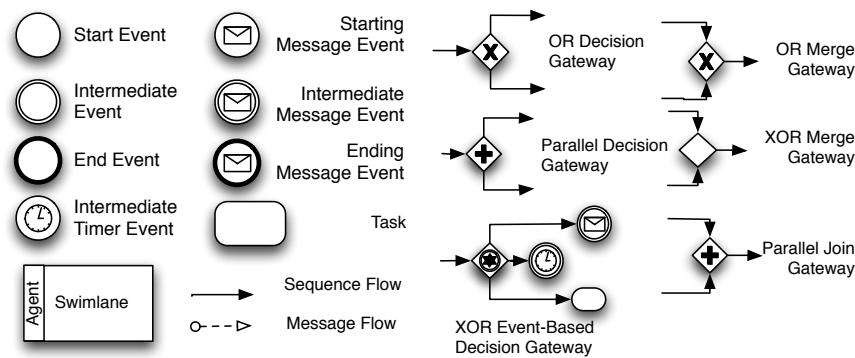 Start Event
Starting
Message Event
OR Decision
Gateway
OR Merge
Gateway
Intermediate
Event
Intermediate
Message Event
End Event
Ending
Message Event
Parallel Decision
Gateway
XOR Merge
Gateway
Intermediate
Timer Event
Task
Parallel Join
Gateway
Agent
Swimlane
Sequence Flow
Message Flow
XOR Event-Based
Decision Gateway